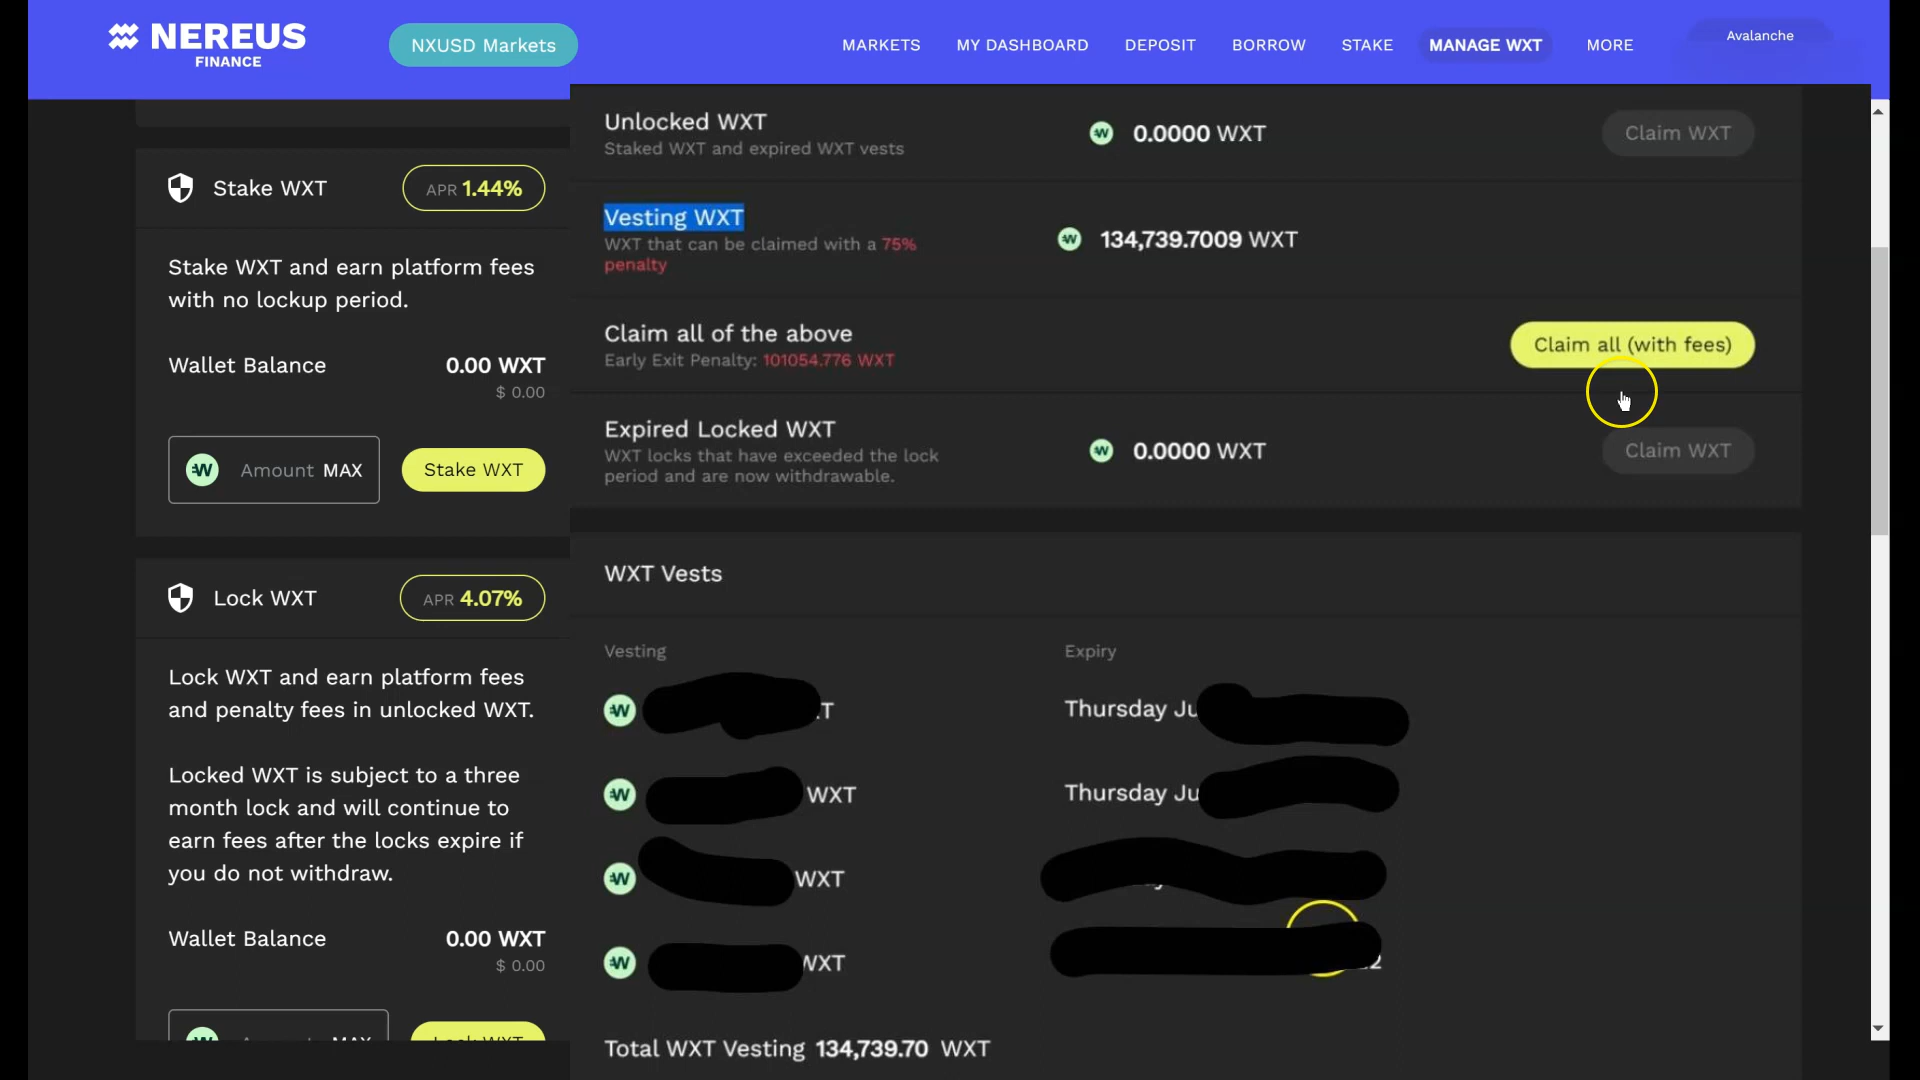 NEREUS
FINANCE
NXUSD Markets
MARKETS
MY DASHBOARD
DEPOSIT
BORROW
STAKE
MANAGE WXT
MORE
Avalanche
Stake WXT
APR 1.44%
Stake WXT and earn platform fees
with no lockup period.
Wallet Balance 0.00 WXT
$ 0.00
Amount MAX
Stake WXT
Lock WXT
APR 4.07%
Lock WXT and earn platform fees
and penalty fees in unlocked WXT.
Locked WXT is subject to a three
month lock and will continue to
earn fees after the locks expire if
you do not withdraw.
Wallet Balance 0.00 WXT
$ 0.00
Unlocked WXT
Staked WXT and expired WXT vests
0.0000 WXT
Claim WXT
Vesting WXT
WXT that can be claimed with a 75%
penalty
134,739.7009 WXT
Claim all of the above
Early Exit Penalty: 101054.776 WXT
Claim all (with fees)
Expired Locked WXT
WXT locks that have exceeded the lock
period and are now withdrawable.
0.0000 WXT
Claim WXT
WXT Vests
Vesting Expiry
Thursday
WXT Thursday
WXT
WXT
Total WXT Vesting 134,739.70 WXT